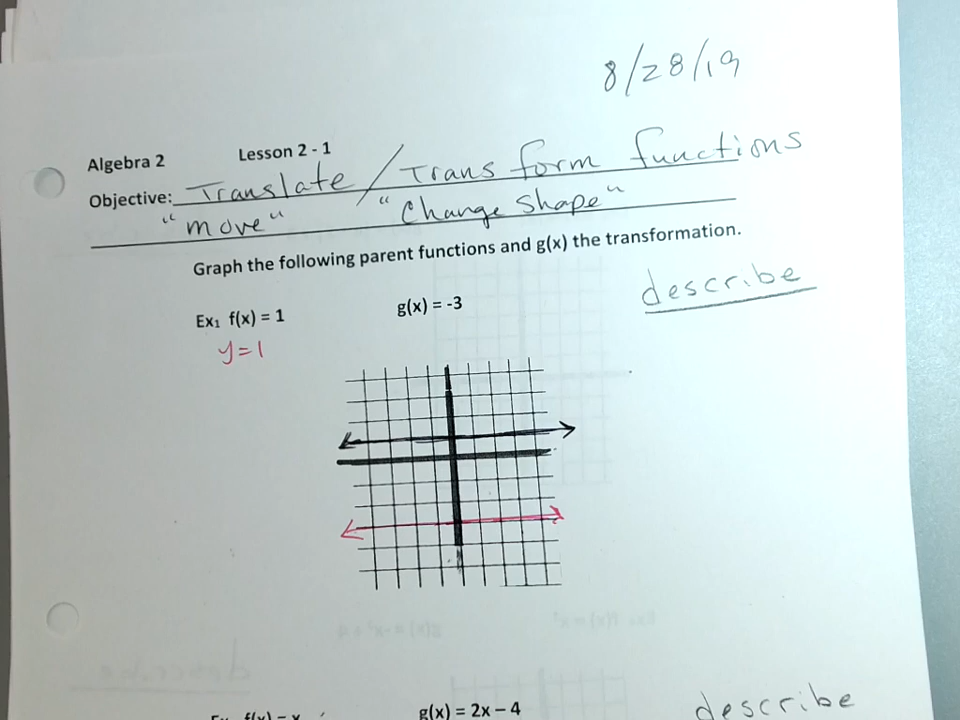 8/28/19
Algebra 2 Lesson 2 - 1
Objective: Translate / Transform functions
"move" "Change shape"
Graph the following parent functions and g(x) the transformation.
describe
Ex₁ f(x) = 1 g(x) = -3
y=1
g(x) = 2x - 4
describe